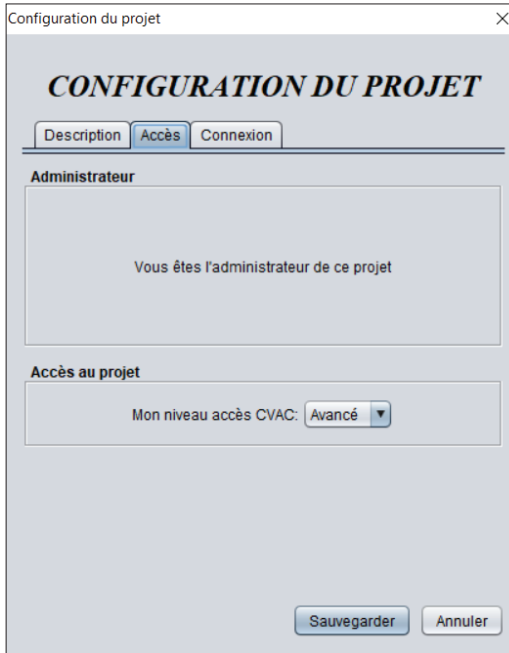 Configuration du projet
CONFIGURATION DU PROJET
Description Accès Connexion
Administrateur
Vous êtes l'administrateur de ce projet
Accès au projet
Mon niveau accès CVAC: Avancé
Sauvegarder Annuler